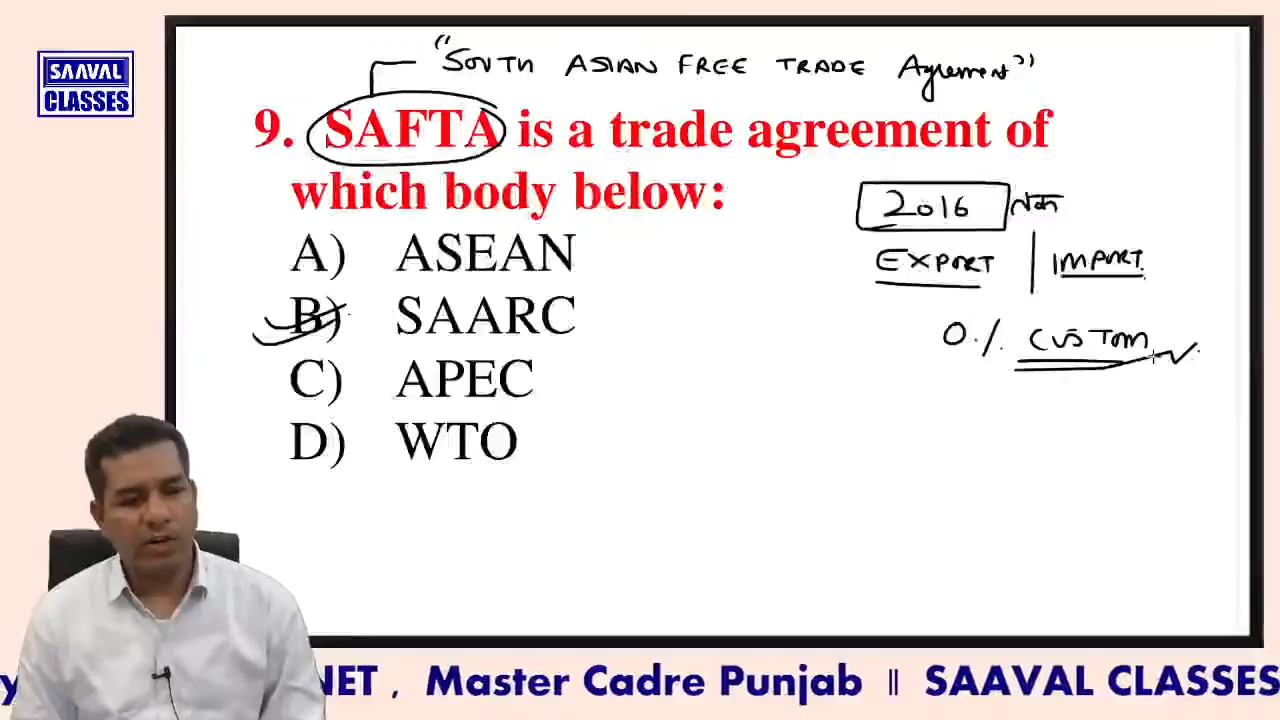 SAAVAL
CLASSES
"SOUTH ASIAN FREE TRADE Agreement"
9. SAFTA is a trade agreement of
which body below:
A) ASEAN
B) SAARC
C) APEC
D) WTO
2016
EXPORT | IMPORT
0% CUSTOM
NET , Master Cadre Punjab || SAAVAL CLASSES